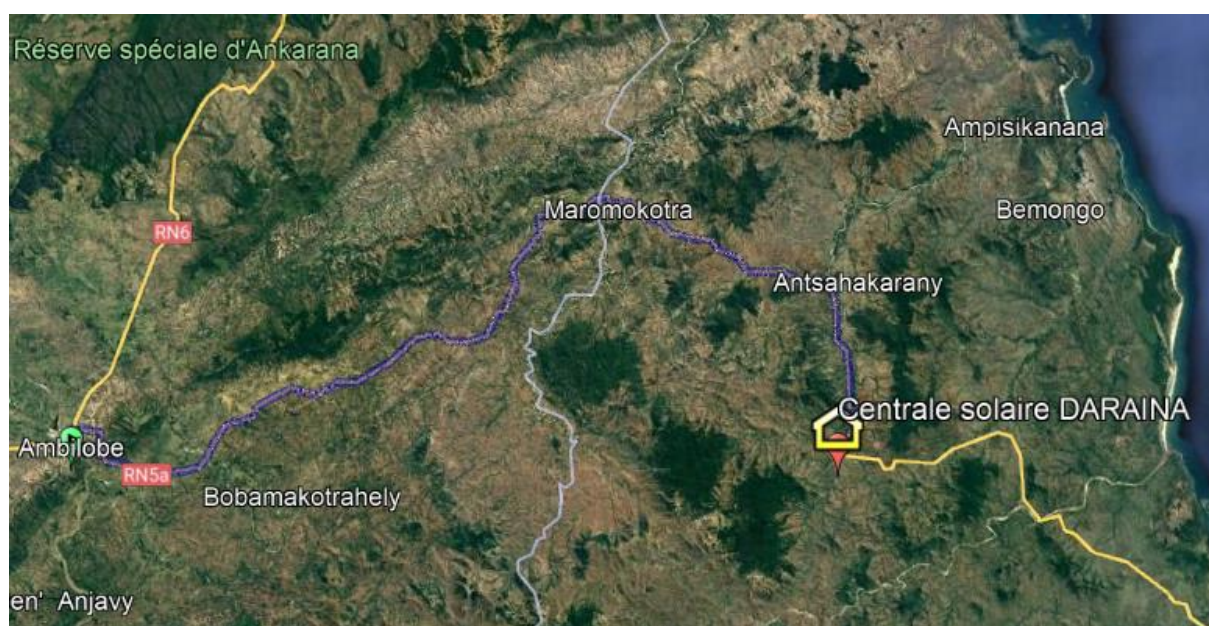 Réserve spéciale d'Ankarana
Ampisikanana
Maromokotra
Bemongo
RN6
Antsahakarany
Centrale solaire DARAINA
Ambilobe
RN5a
Bobamakotrahely
en' Anjavy